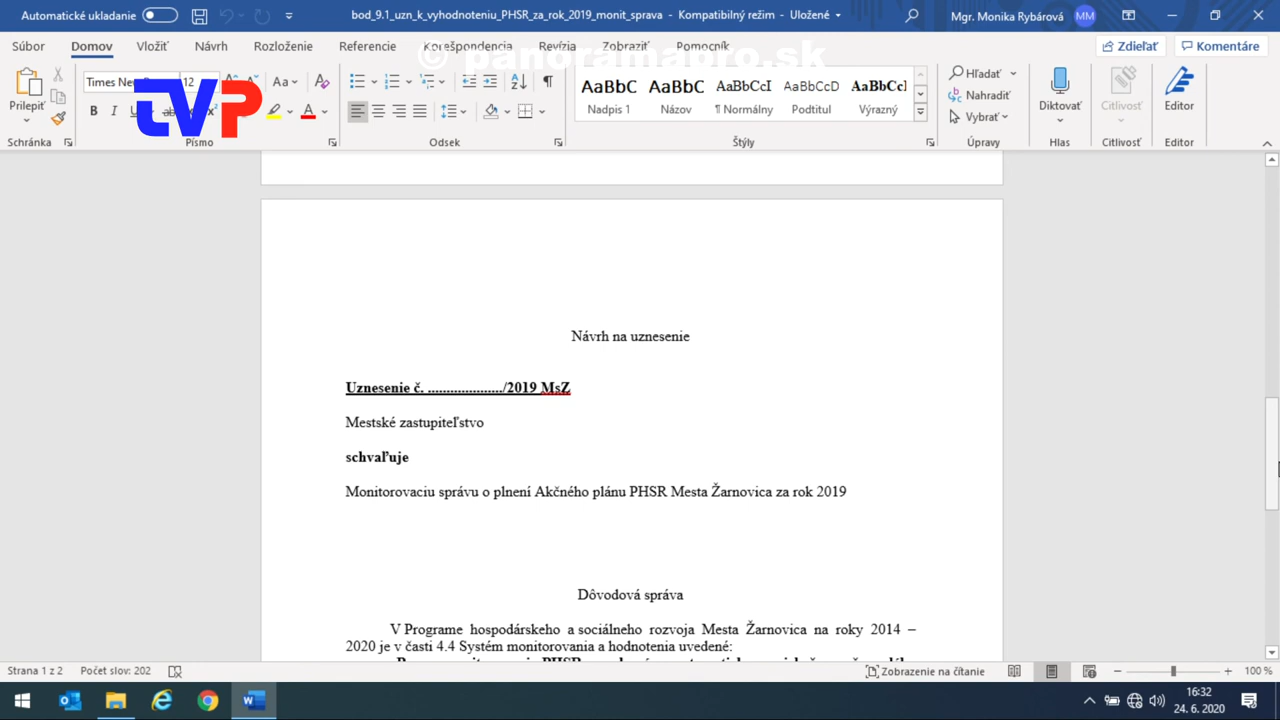 Automatické ukladanie
bod_9.1_uzn_k_vyhodnoteniu_PHSR_za_rok_2019_monit_sprava - Kompatibilný režim - Uložené
Mgr. Monika Rybárová MM
Súbor Domov Vložiť Návrh Rozloženie Referencie Korešpondencia Revízia Zobraziť Pomocník
Zdieľať Komentáre
© panoramapro.sk
TVP
Prilepiť
Times New 12
Aa
AaBbC AaBbC AaBbCcI AaBbCcD AaBbCcI
Nadpis 1 Názov ¶ Normálny Podtitul Výrazný
Hľadať
Nahradiť
Vybrať
Diktovať Citlivosť Editor
Schránka Písmo Odsek Štýly Úpravy Hlas Citlivosť Editor
Návrh na uznesenie
Uznesenie č. ...................../2019 MsZ
Mestské zastupiteľstvo
schvaľuje
Monitorovaciu správu o plnení Akčného plánu PHSR Mesta Žarnovica za rok 2019
Dôvodová správa
V Programe hospodárskeho a sociálneho rozvoja Mesta Žarnovica na roky 2014 –
2020 je v časti 4.4 Systém monitorovania a hodnotenia uvedené:
Strana 1 z 2 Počet slov: 202
Zobrazenie na čítanie
100 %
16:32
24. 6. 2020